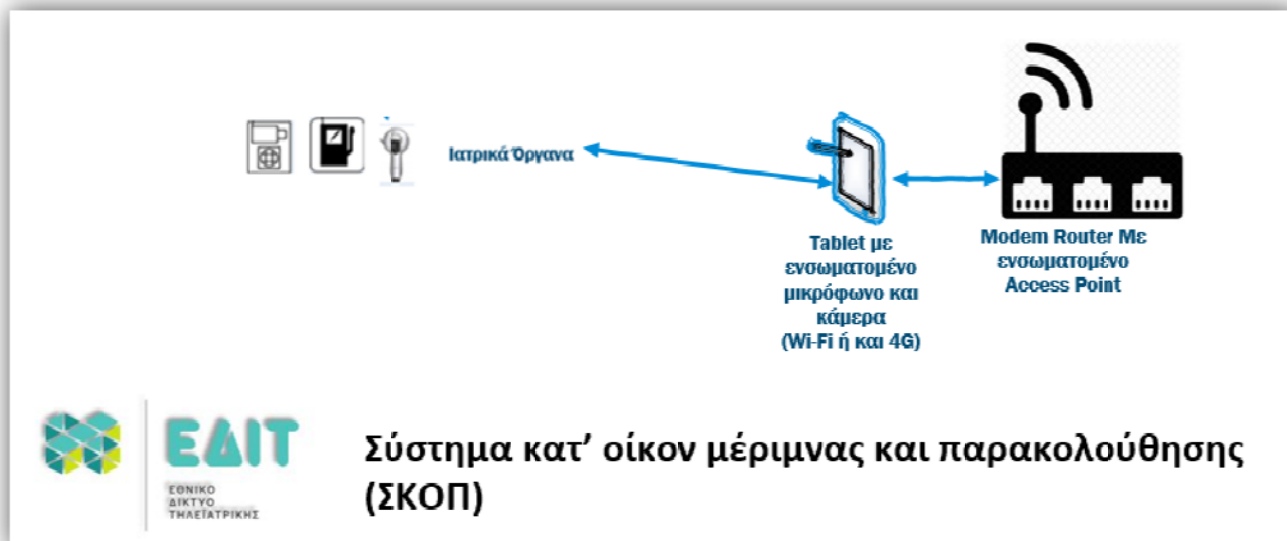 Ιατρικά Όργανα
Tablet με
ενσωματομένο
μικρόφωνο και
κάμερα
(Wi-Fi ή και 4G)
Modem Router Με
ενσωματομένο
Access Point
ΕΔΙΤ
ΕΘΝΙΚΟ
ΔΙΚΤΥΟ
ΤΗΛΕΪΑΤΡΙΚΗΣ
Σύστημα κατ’ οίκον μέριμνας και παρακολούθησης
(ΣΚΟΠ)